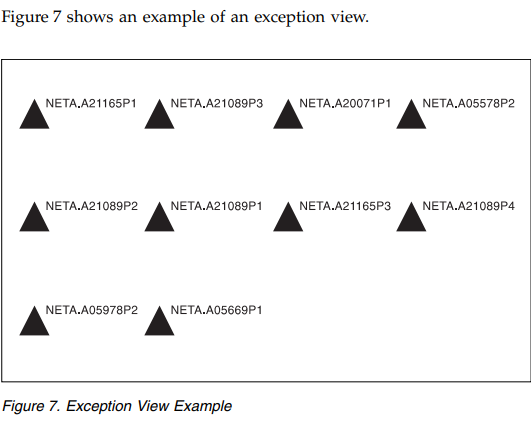 Figure 7 shows an example of an exception view.
NETA.A21165P1 NETA.A21089P3 NETA.A20071P1 NETA.A05578P2
NETA.A21089P2 NETA.A21089P1 NETA.A21165P3 NETA.A21089P4
NETA.A05978P2 NETA.A05669P1
Figure 7. Exception View Example